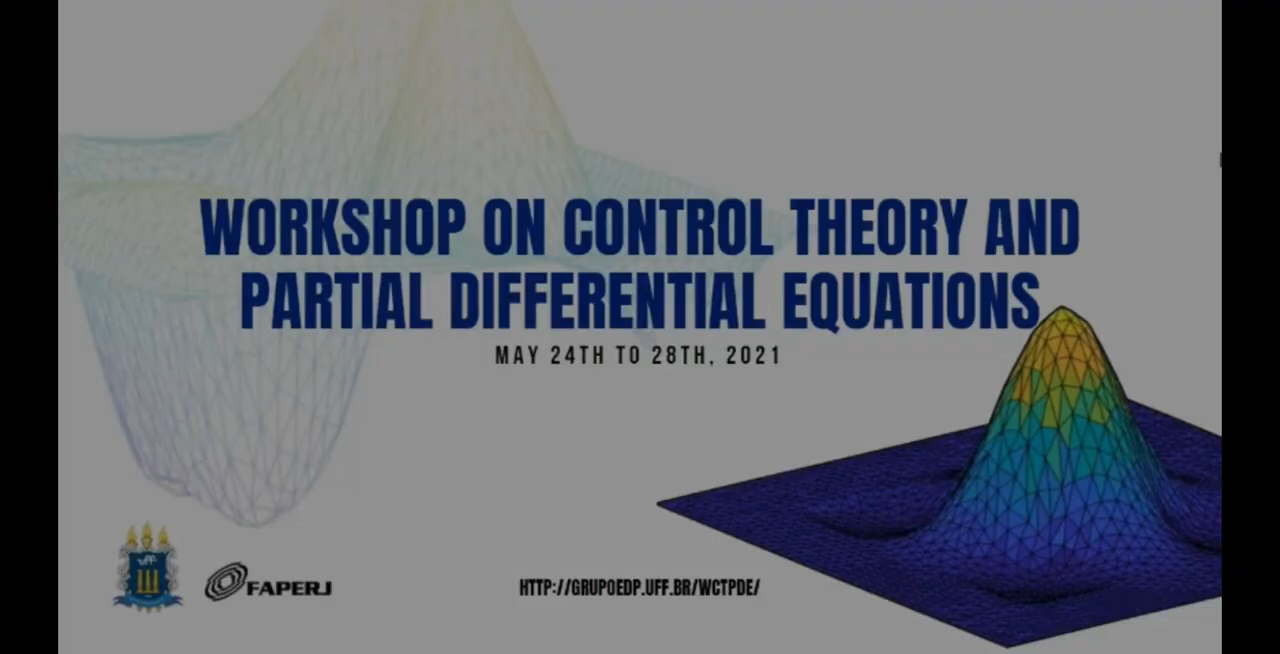 WORKSHOP ON CONTROL THEORY AND
PARTIAL DIFFERENTIAL EQUATIONS
MAY 24TH TO 28TH, 2021
uff
FAPERJ
HTTP://GRUPOEDP.UFF.BR/WCTPDE/